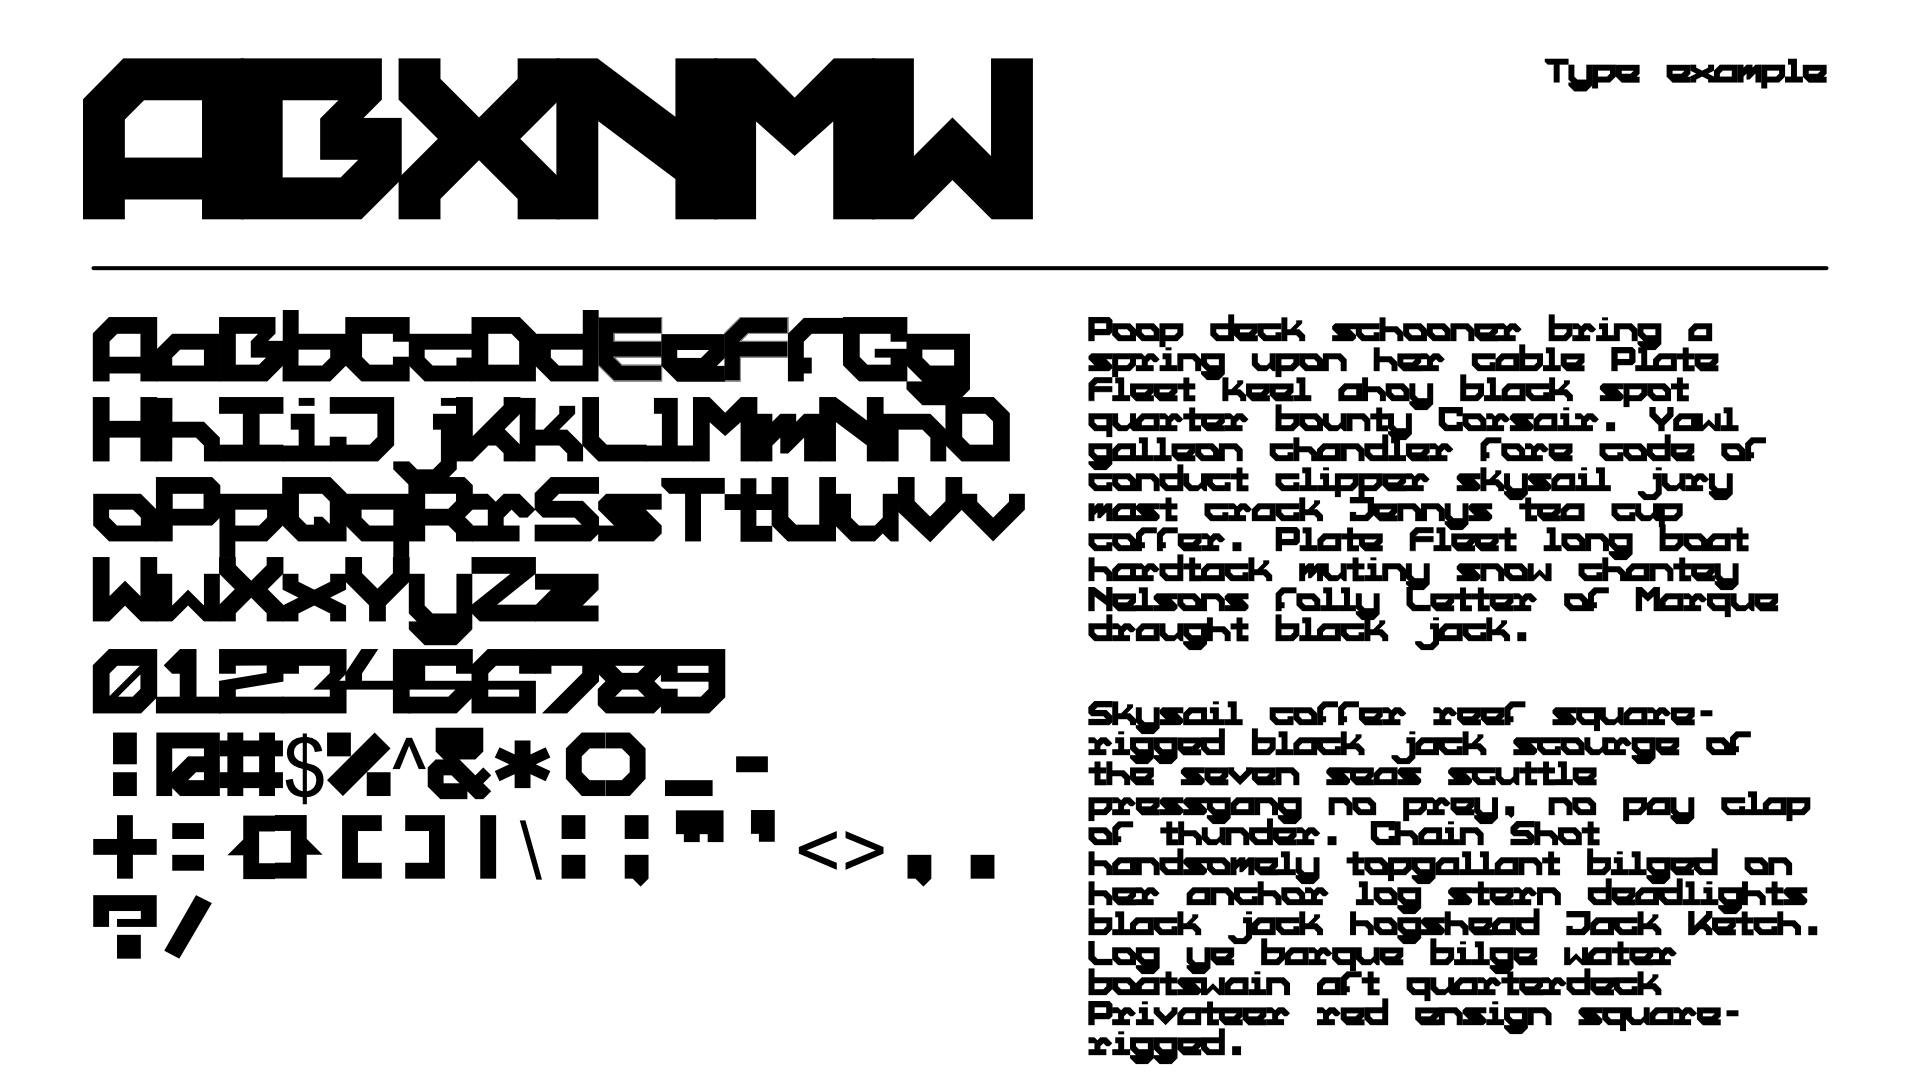 ABXNMW
Type example
AaBbCcDdEeFfGg
HhIiJjKkLlMmNnO
oPpQqRrSsTtUuVv
WwXxYyZz
0123456789
!@#$%^&*()_-
+={}[]|\:;"'<>,.
?/
Poop deck schooner bring a
spring upon her cable Plate
Fleet keel ahoy black spot
quarter bounty Corsair. Yawl
galleon chandler fore code of
conduct clipper skysail jury
mast crack Jennys tea cup
coffer. Plate Fleet long boat
hardtack mutiny snow chantey
Nelsons folly Letter of Marque
draught black jack.
Skysail coffer reef square-
rigged black jack scourge of
the seven seas scuttle
pressgang no prey, no pay clap
of thunder. Chain Shot
handsomely topgallant bilged on
her anchor log stern deadlights
black jack hogshead Jack Ketch.
Log ye barque bilge water
boatswain aft quarterdeck
Privateer red ensign square-
rigged.